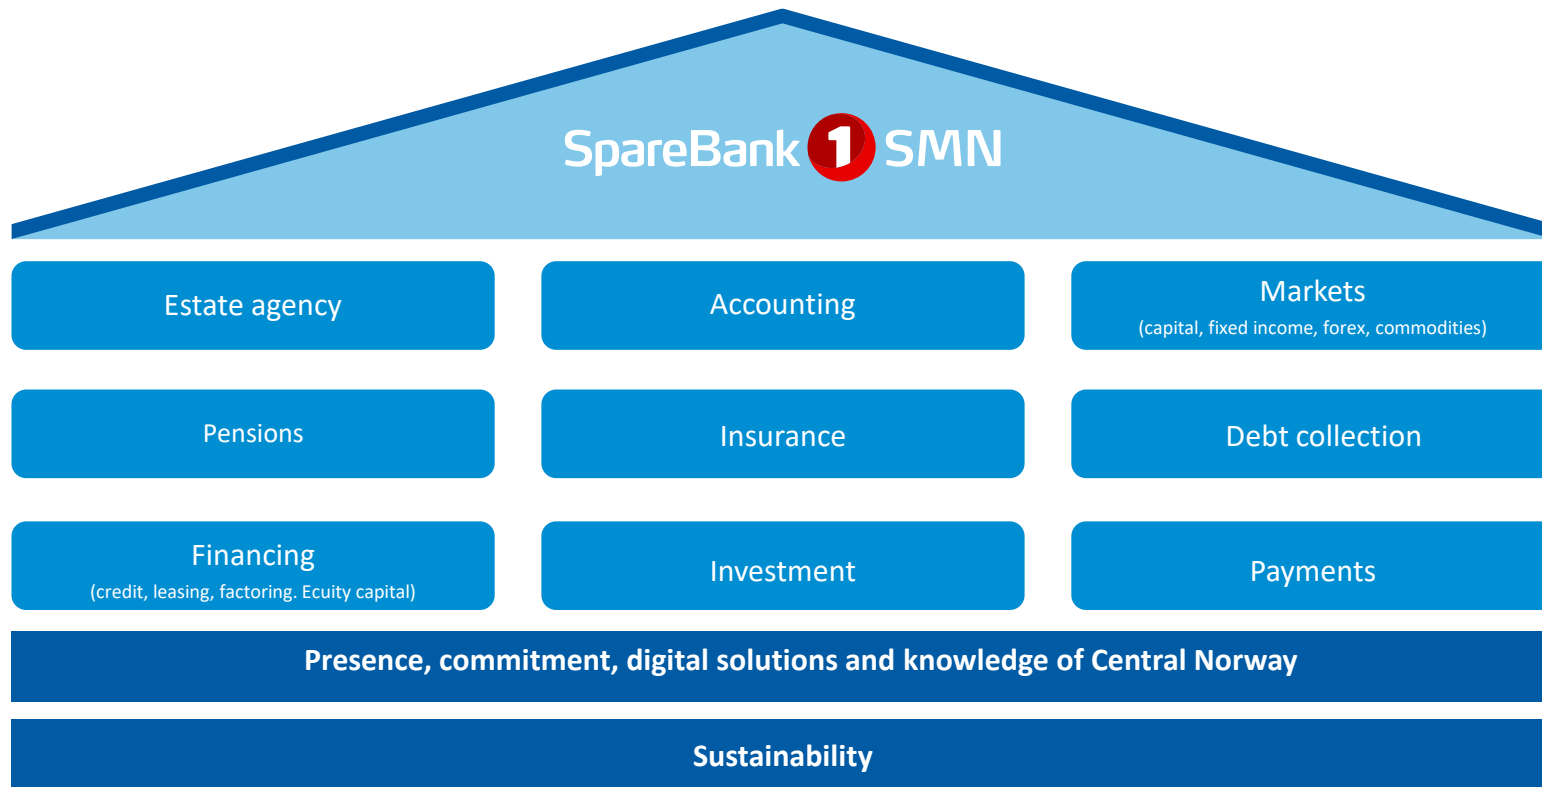 SpareBank 1 SMN
Estate agency
Accounting
Markets
(capital, fixed income, forex, commodities)
Pensions
Insurance
Debt collection
Financing
(credit, leasing, factoring. Ecuity capital)
Investment
Payments
Presence, commitment, digital solutions and knowledge of Central Norway
Sustainability